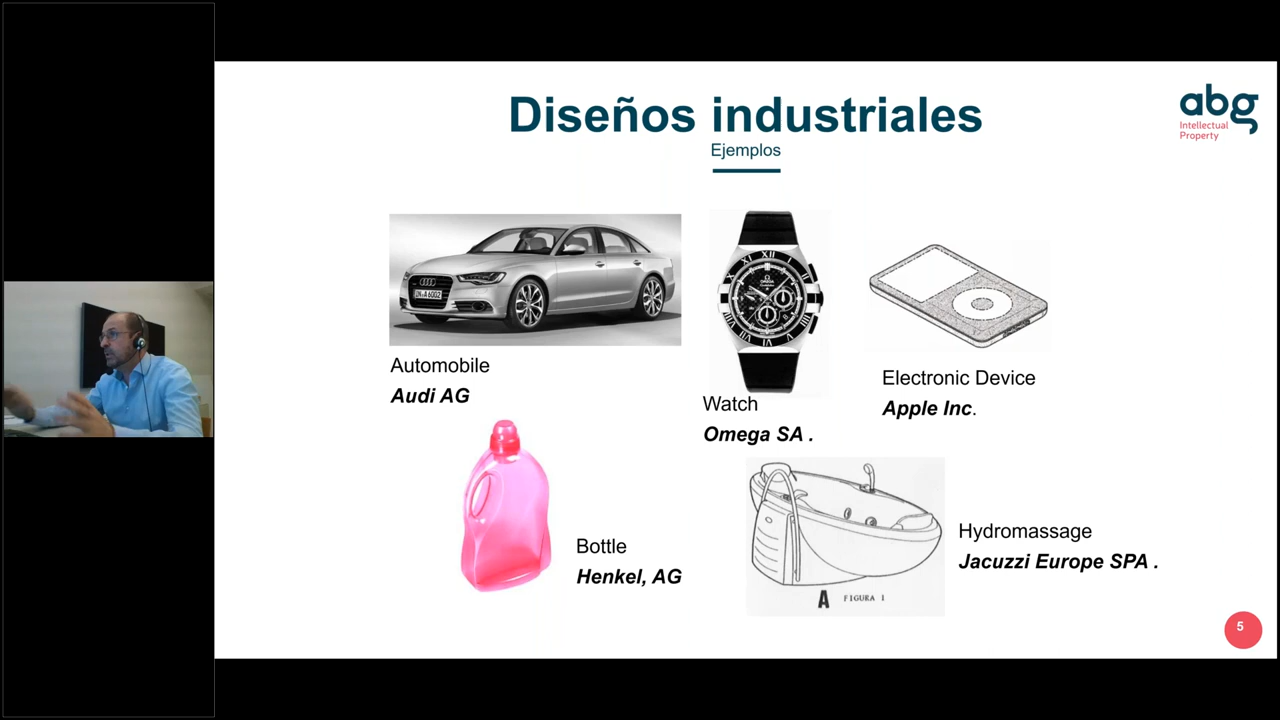 Diseños industriales
Ejemplos
abg
Intellectual
Property
Automobile
Audi AG
Watch
Omega SA .
Electronic Device
Apple Inc.
Bottle
Henkel, AG
Hydromassage
Jacuzzi Europe SPA .
A FIGURA 1
5